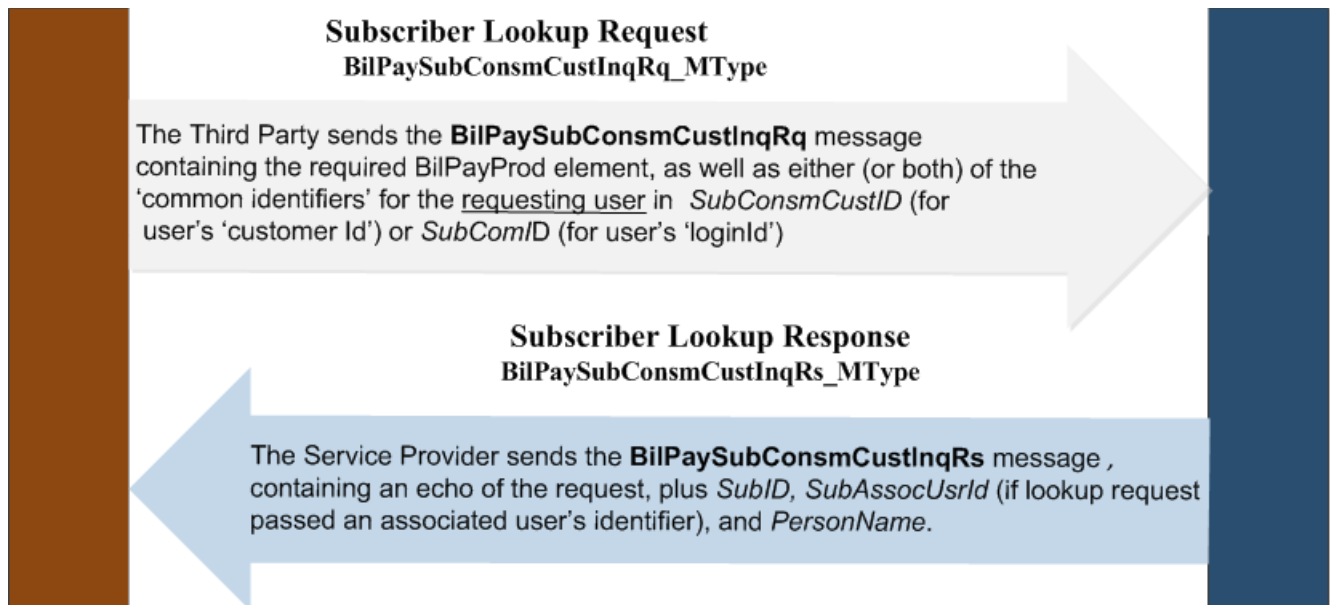 Subscriber Lookup Request
BilPaySubConsmCustInqRq_MType
The Third Party sends the BilPaySubConsmCustInqRq message
containing the required BilPayProd element, as well as either (or both) of the
‘common identifiers’ for the requesting user in SubConsmCustID (for
user’s ‘customer Id’) or SubComID (for user’s ‘loginId’)
Subscriber Lookup Response
BilPaySubConsmCustInqRs_MType
The Service Provider sends the BilPaySubConsmCustInqRs message ,
containing an echo of the request, plus SubID, SubAssocUsrId (if lookup request
passed an associated user’s identifier), and PersonName.